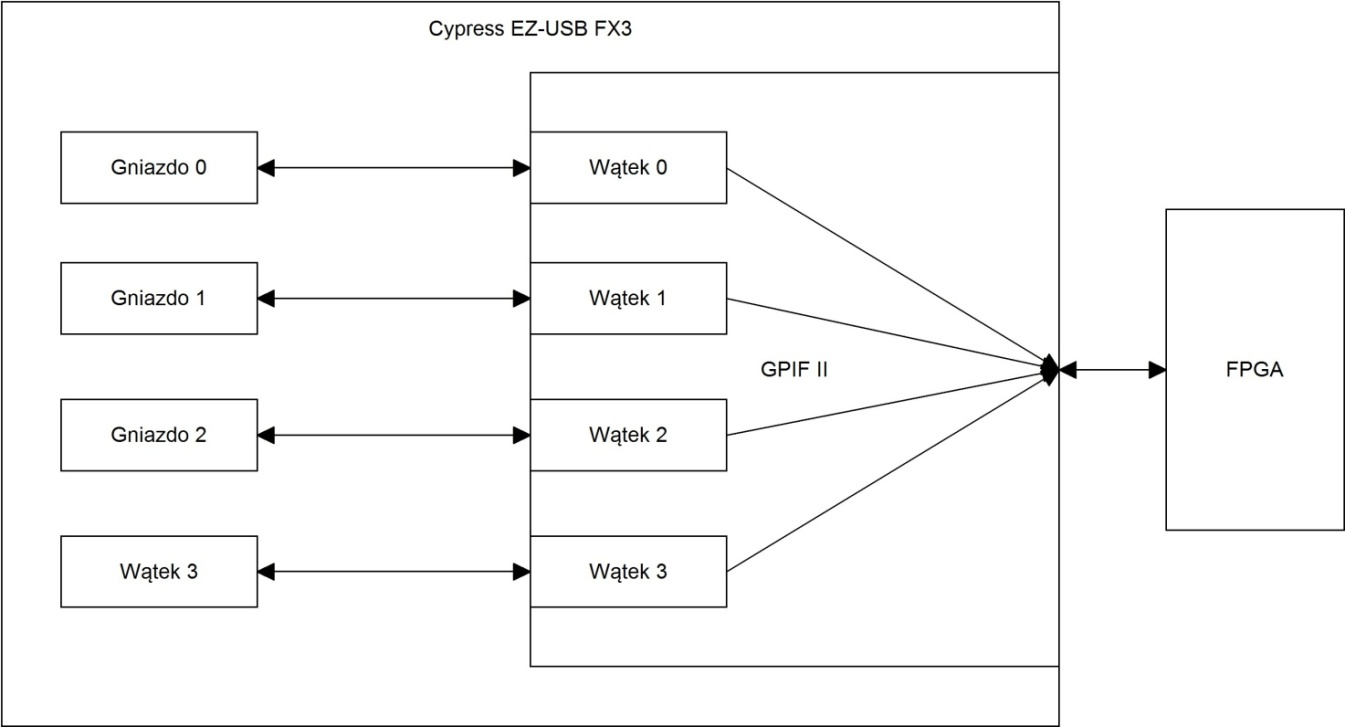 Cypress EZ-USB FX3
Gniazdo 0
Wątek 0
Gniazdo 1
Wątek 1
GPIF II
FPGA
Gniazdo 2
Wątek 2
Wątek 3
Wątek 3